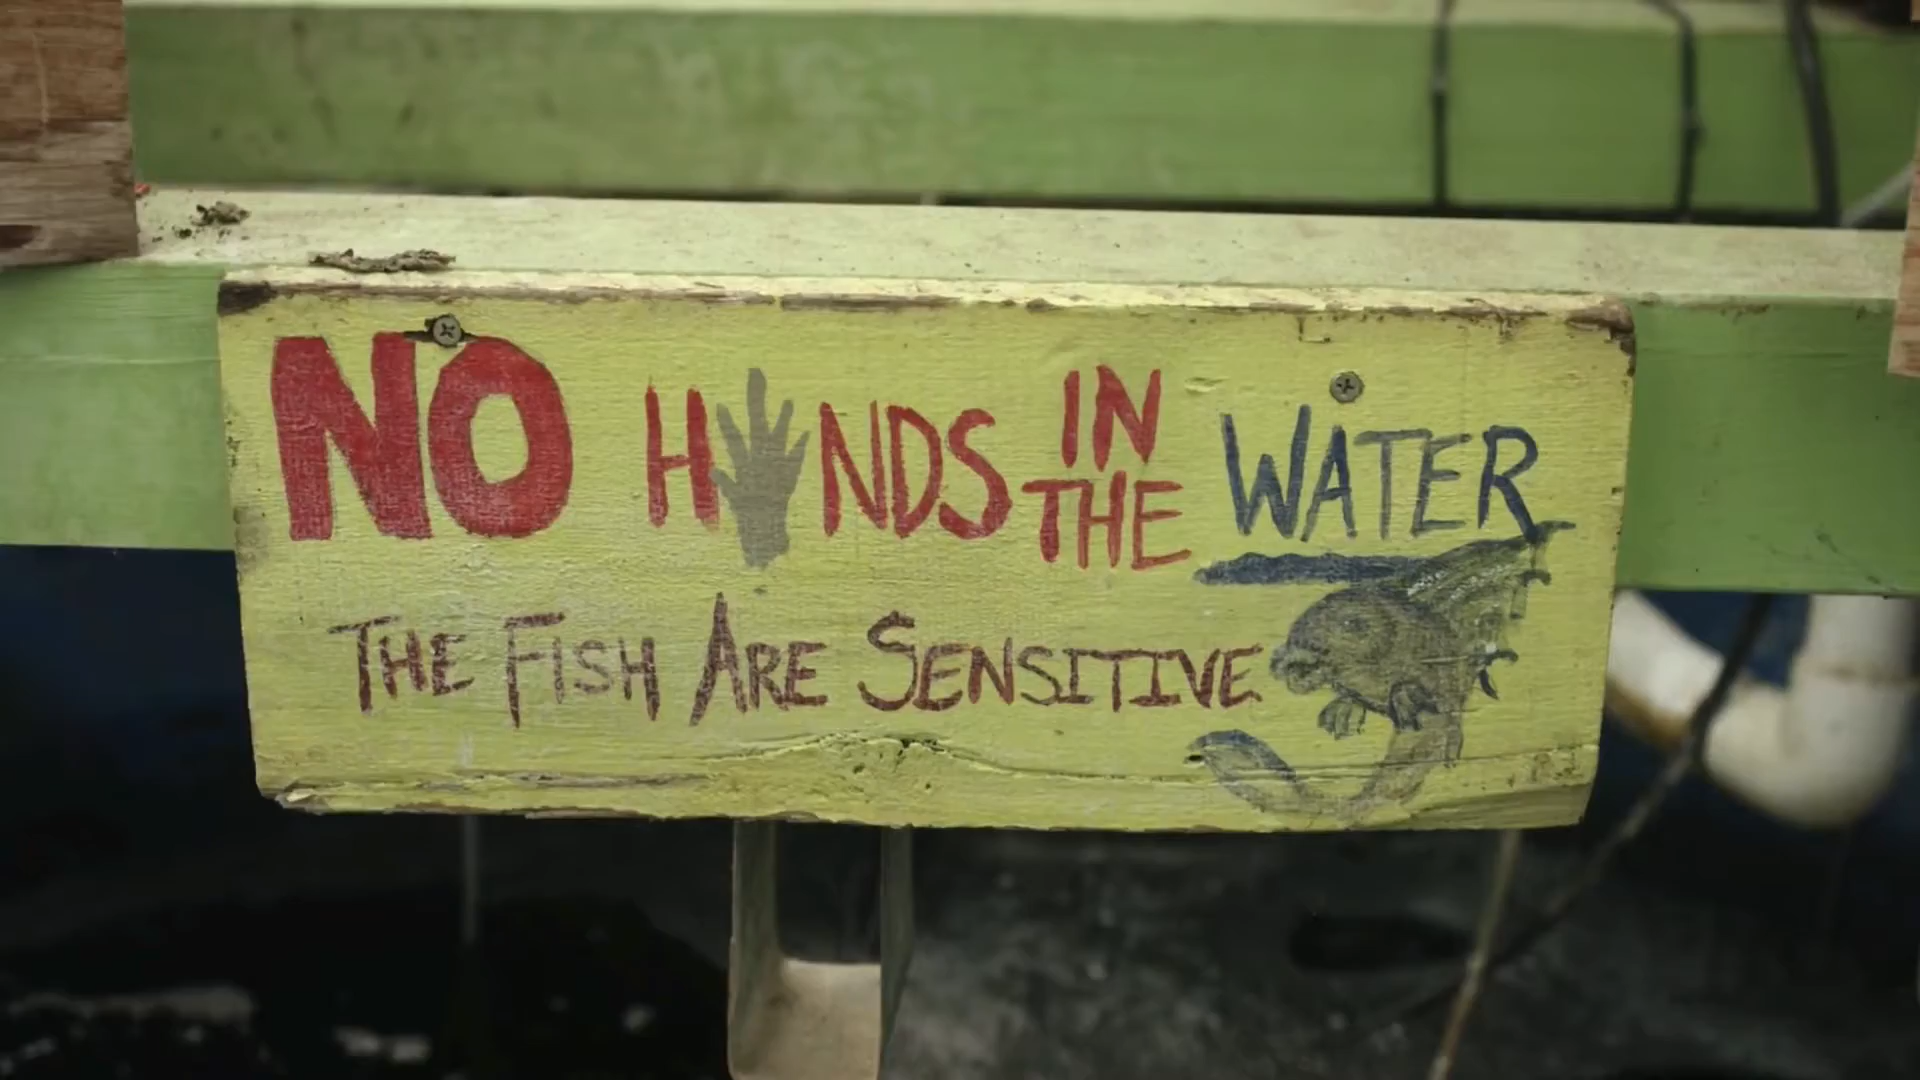 NO HANDS IN THE WATER
THE FISH ARE SENSITIVE